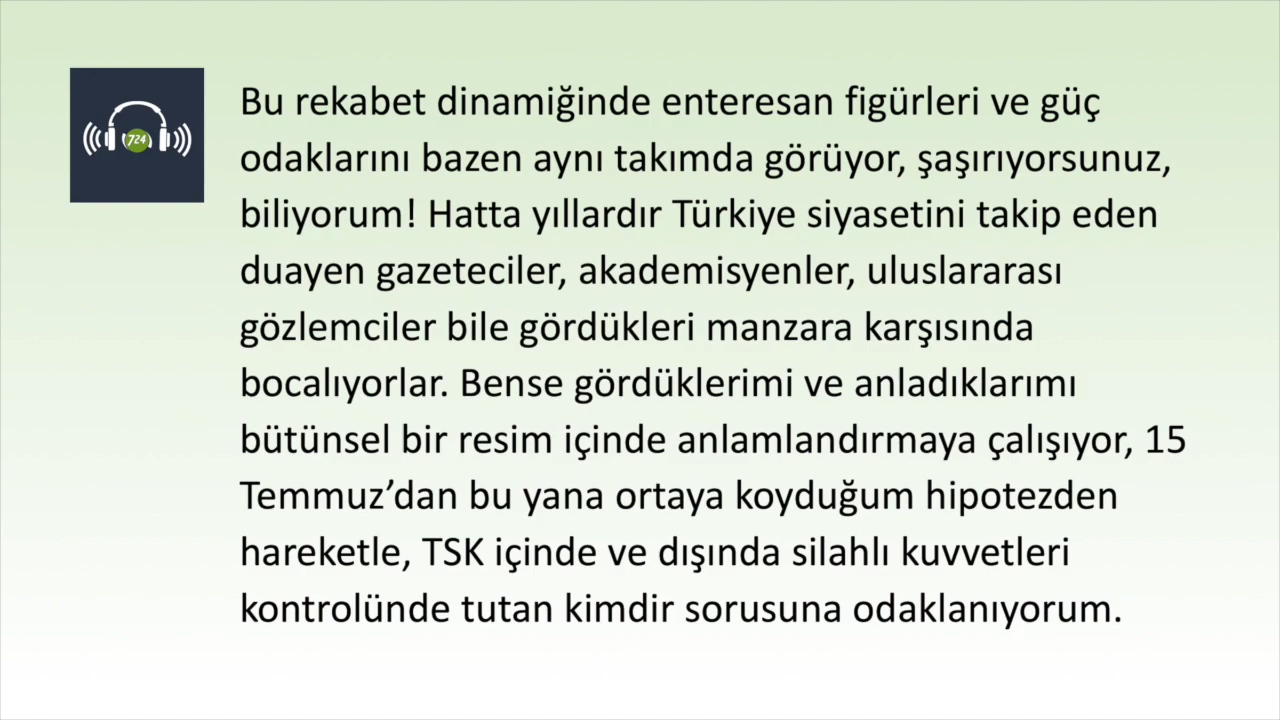 724
Bu rekabet dinamiğinde enteresan figürleri ve güç
odaklarını bazen aynı takımda görüyor, şaşırıyorsunuz,
biliyorum! Hatta yıllardır Türkiye siyasetini takip eden
duayen gazeteciler, akademisyenler, uluslararası
gözlemciler bile gördükleri manzara karşısında
bocalıyorlar. Bense gördüklerimi ve anladıklarımı
bütünsel bir resim içinde anlamlandırmaya çalışıyor, 15
Temmuz’dan bu yana ortaya koyduğum hipotezden
hareketle, TSK içinde ve dışında silahlı kuvvetleri
kontrolünde tutan kimdir sorusuna odaklanıyorum.